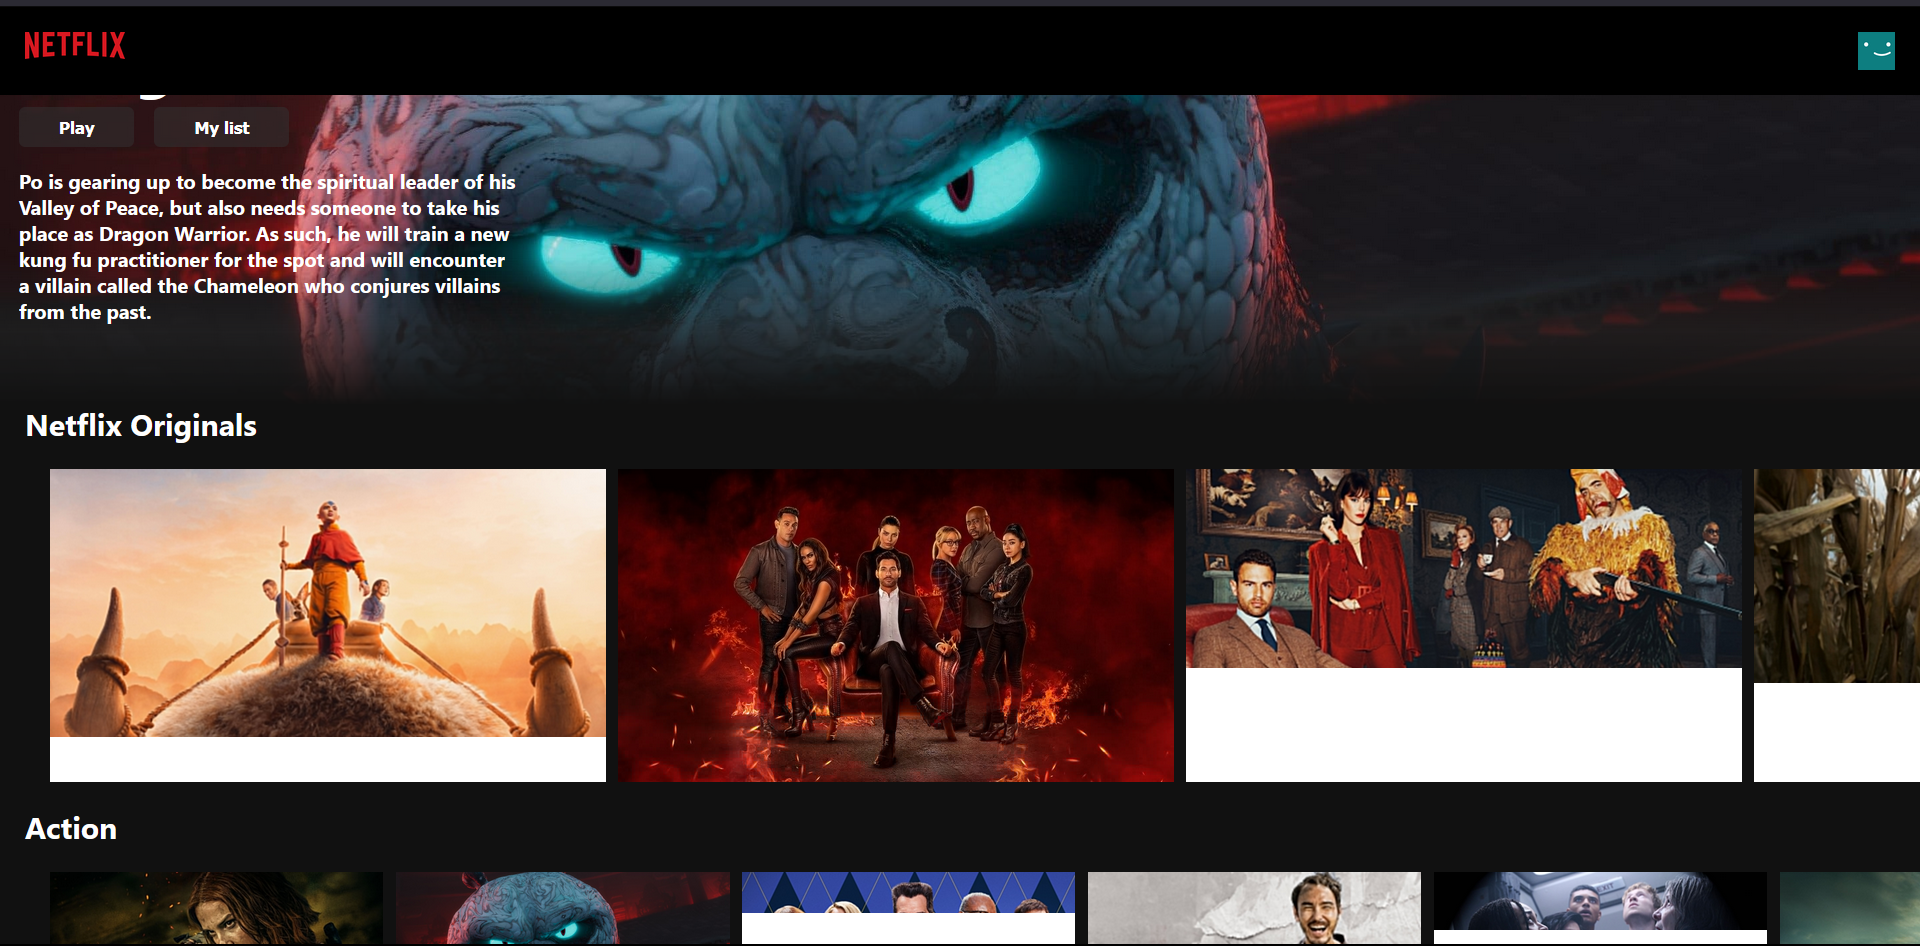 NETFLIX
Play
My list
Po is gearing up to become the spiritual leader of his
Valley of Peace, but also needs someone to take his
place as Dragon Warrior. As such, he will train a new
kung fu practitioner for the spot and will encounter
a villain called the Chameleon who conjures villains
from the past.
Netflix Originals
Action